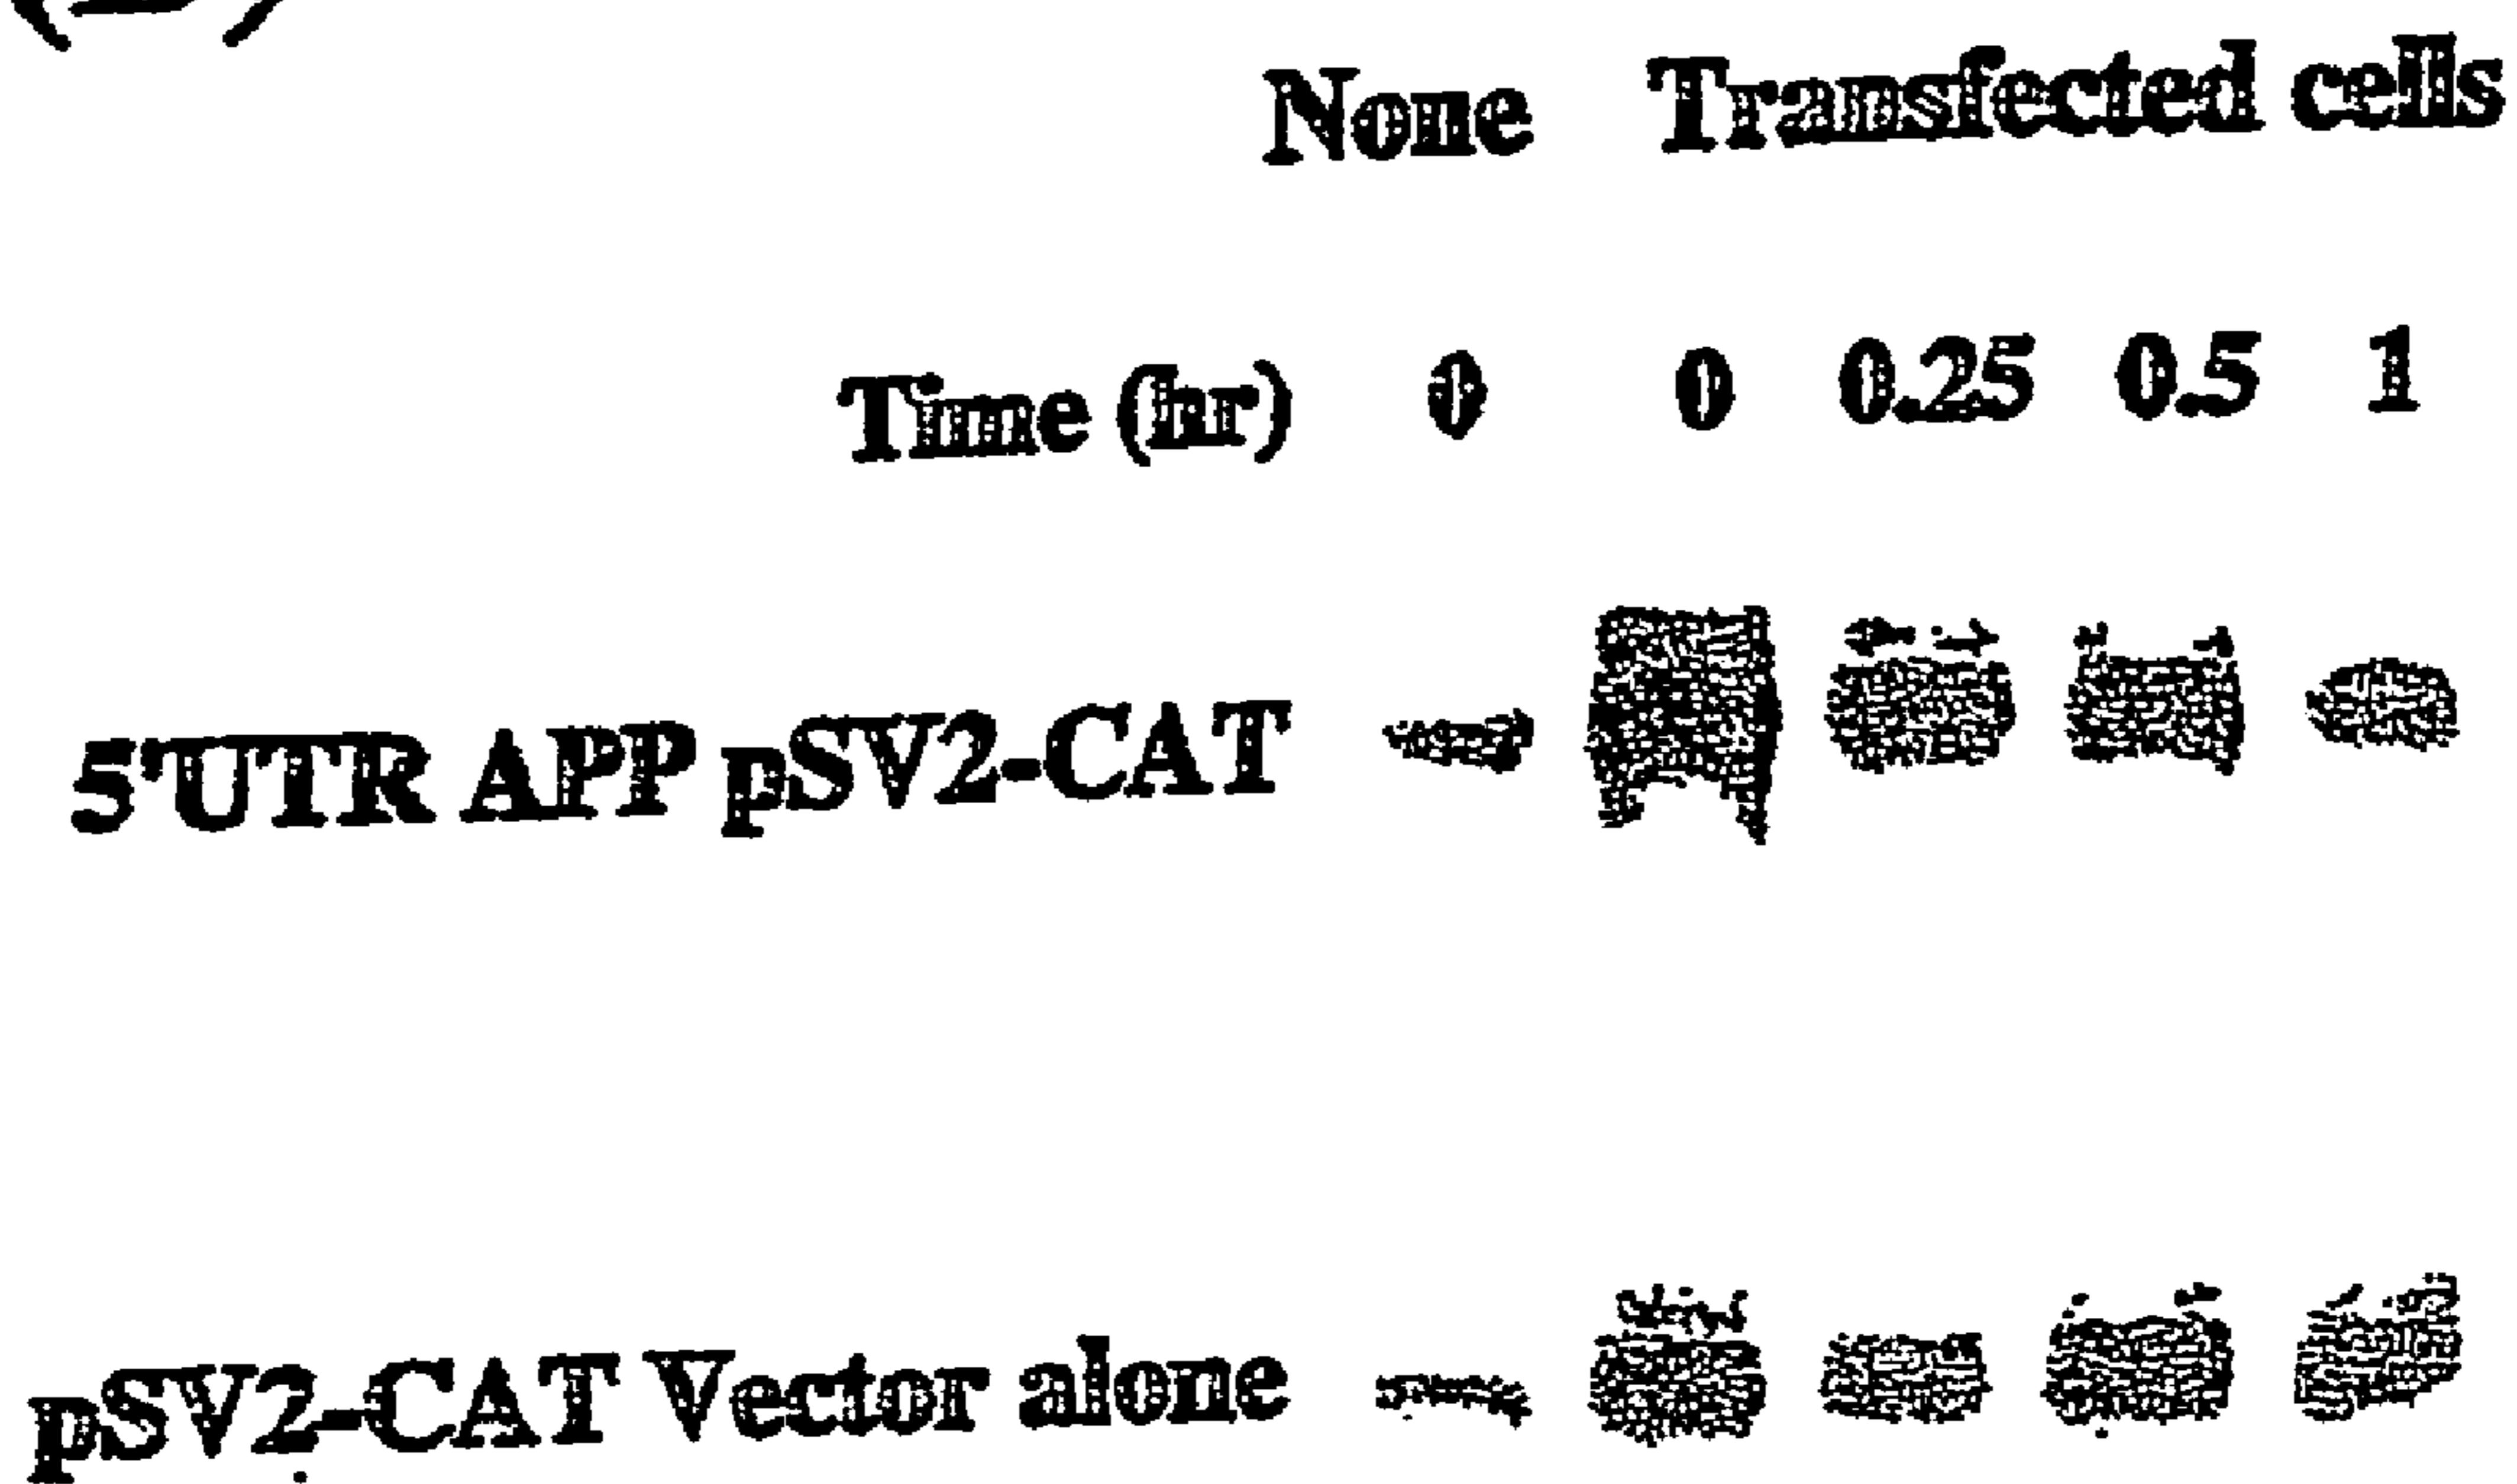 None Transfected cells
Time (hr) 0 0 0.25 0.5 1
5'UTR APP pSV2-CAT
pSV2-CAT Vector alone